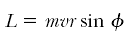 L = mvr sin ϕ